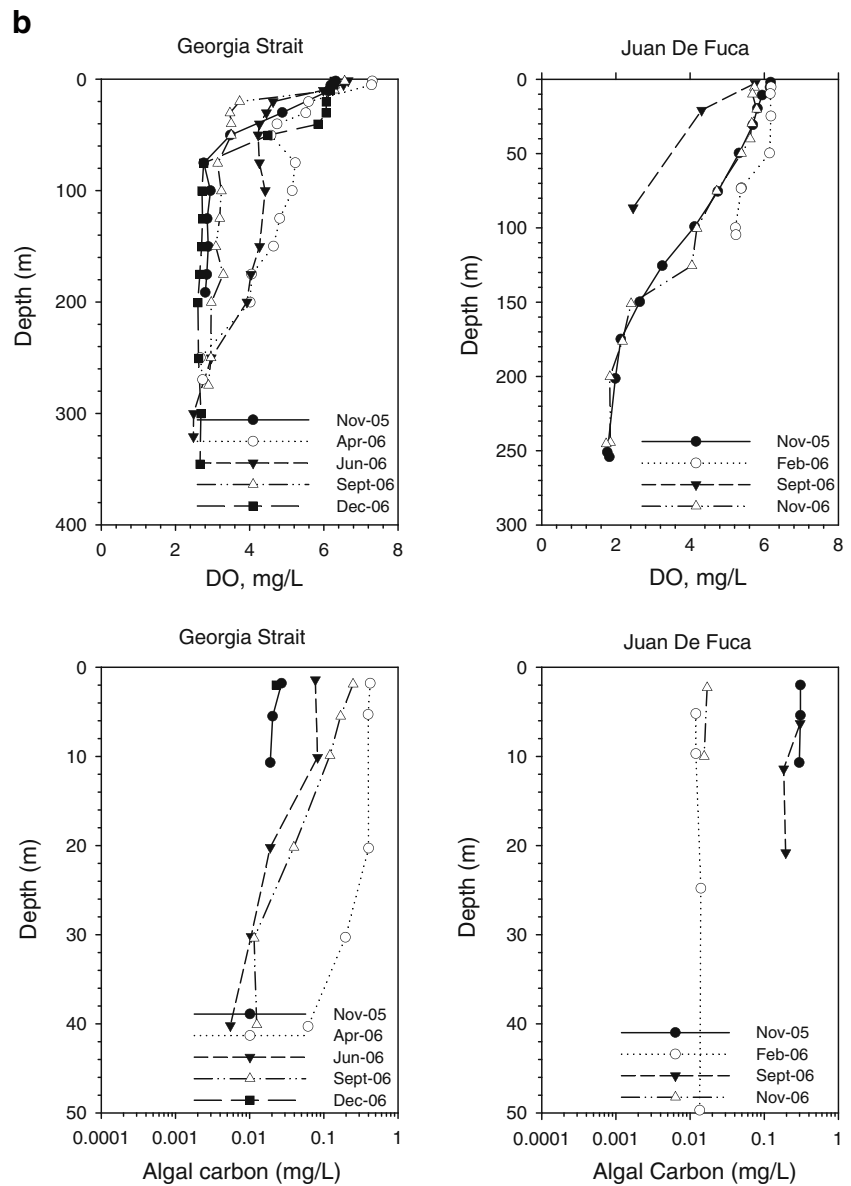 b
Georgia Strait
0
100
200
300
400
Depth (m)
0 2 4 6 8
DO, mg/L
Nov-05
Apr-06
Jun-06
Sept-06
Dec-06
Juan De Fuca
0
50
100
150
200
250
300
Depth (m)
0 2 4 6 8
DO, mg/L
Nov-05
Feb-06
Sept-06
Nov-06
Georgia Strait
0
10
20
30
40
50
Depth (m)
0.0001 0.001 0.01 0.1 1
Algal carbon (mg/L)
Nov-05
Apr-06
Jun-06
Sept-06
Dec-06
Juan De Fuca
0
10
20
30
40
50
Depth (m)
0.0001 0.001 0.01 0.1 1
Algal Carbon (mg/L)
Nov-05
Feb-06
Sept-06
Nov-06